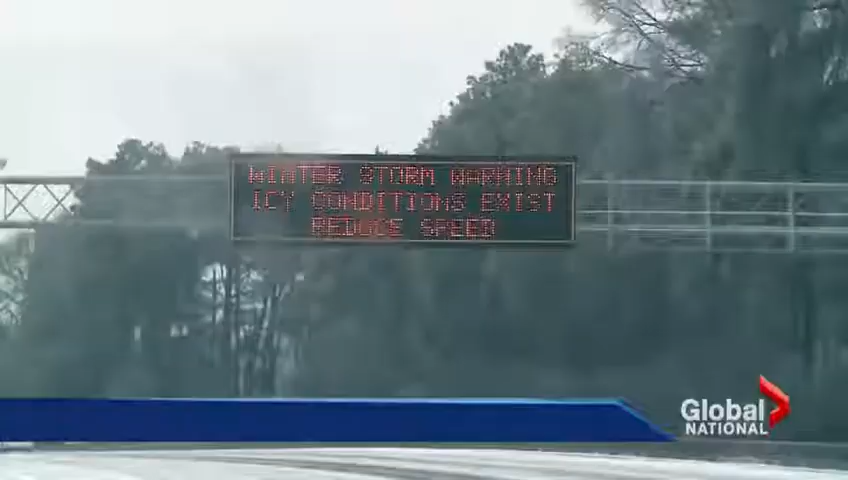 WINTER STORM WARNING
ICY CONDITIONS EXIST
REDUCE SPEED
Global
NATIONAL